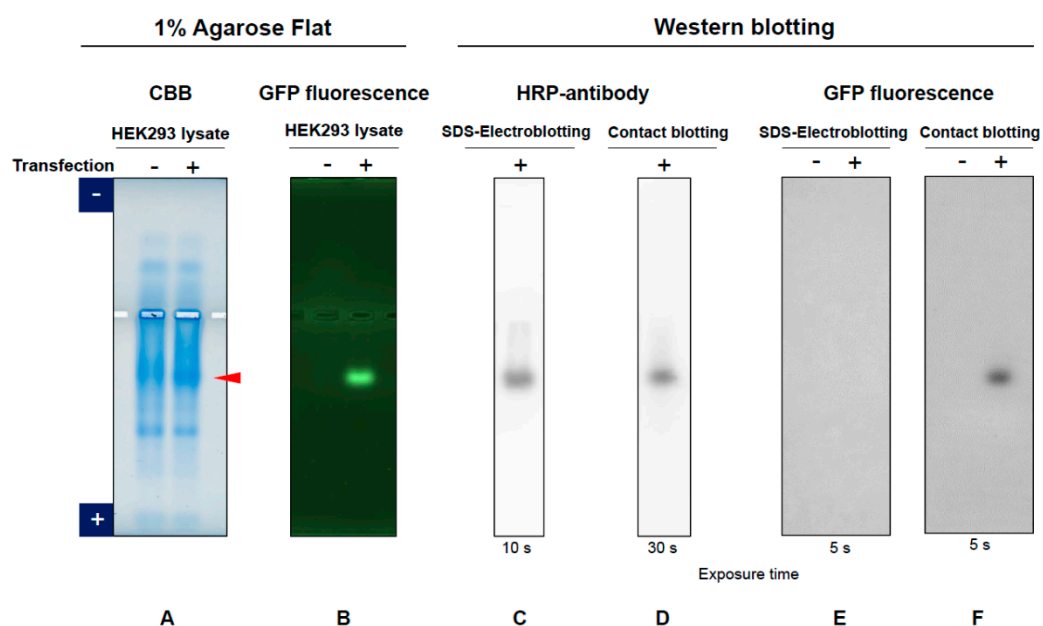 1% Agarose Flat Western blotting
CBB GFP fluorescence HRP-antibody GFP fluorescence
HEK293 lysate HEK293 lysate SDS-Electroblotting Contact blotting SDS-Electroblotting Contact blotting
Transfection - + - + + + - + - +
-
+
10 s 30 s 5 s 5 s
Exposure time
A B C D E F